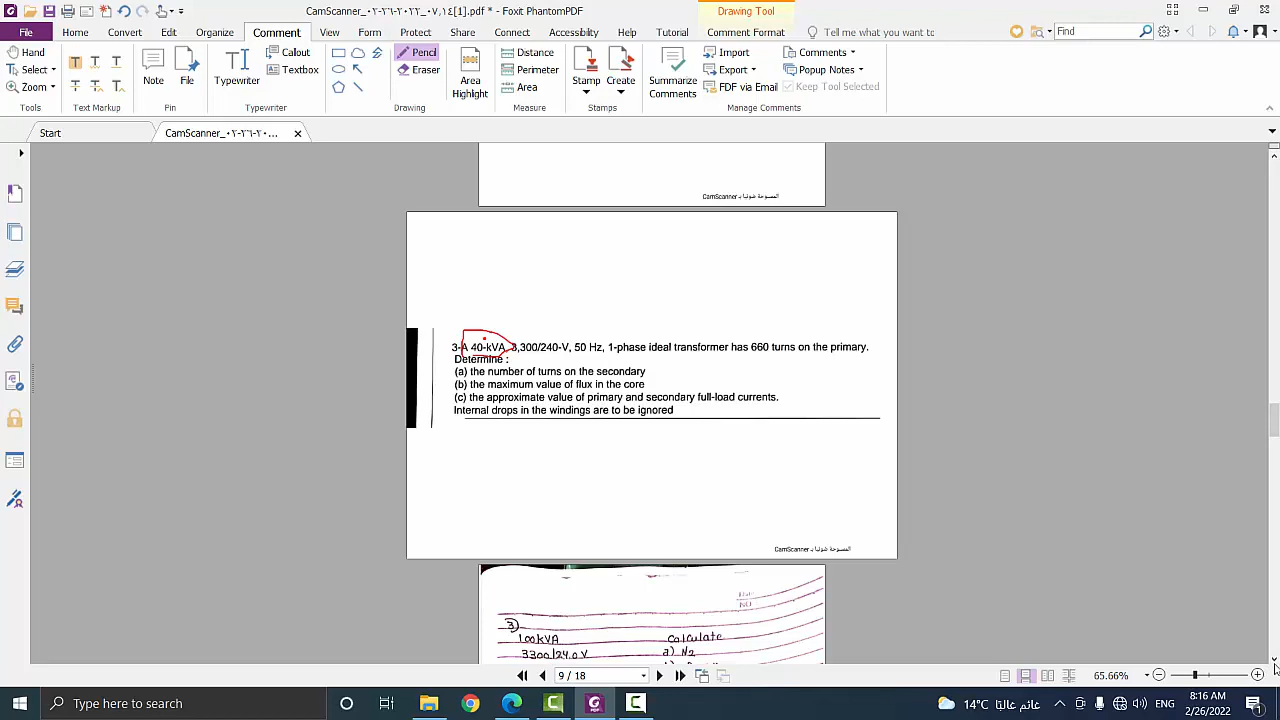 CamScanner_٠٢-٢٦-٢٠٢٢_٠٧.١٤[1].pdf * - Foxit PhantomPDF
Drawing Tool
File Home Convert Edit Organize Comment View Form Protect Share Connect Accessibility Help Tutorial Comment Format Tell me what you want to do Find
Hand
Select
Zoom
Tools
Text Markup
Note
File
Pin
Typewriter
Callout
Textbox
Typewriter
Pencil
Eraser
Drawing
Area Highlight
Distance
Perimeter
Area
Measure
Stamp
Create
Stamps
Summarize Comments
Import
Export
FDF via Email
Comments
Popup Notes
Keep Tool Selected
Manage Comments
Start
المسوحة ضوئيا بـ CamScanner
3-A 40-kVA, 3,300/240-V, 50 Hz, 1-phase ideal transformer has 660 turns on the primary.
Determine :
(a) the number of turns on the secondary
(b) the maximum value of flux in the core
(c) the approximate value of primary and secondary full-load currents.
Internal drops in the windings are to be ignored
المسوحة ضوئيا بـ CamScanner
3)
100kVA Calculate
3300/240 V a) N2
9 / 18
65.66%
Type here to search
PDF
14°C غائم غالبا
ENG
8:16 AM
2/26/2022